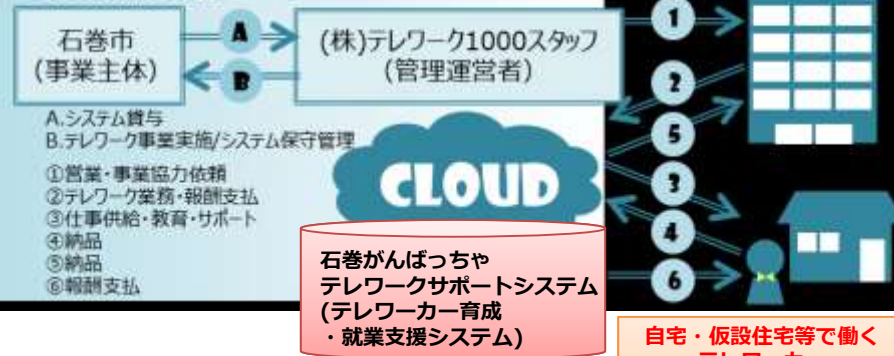 石巻市
(事業主体)
A
B
(株)テレワーク1000スタッフ
(管理運営者)
A.システム貸与
B.テレワーク事業実施/システム保守管理
①営業・事業協力依頼
②テレワーク業務・報酬支払
③仕事供給・教育・サポート
④納品
⑤納品
⑥報酬支払
CLOUD
石巻がんばっちゃ
テレワークサポートシステム
(テレワーカー育成
・就業支援システム)
1
2
5
3
4
6
自宅・仮設住宅等で働く